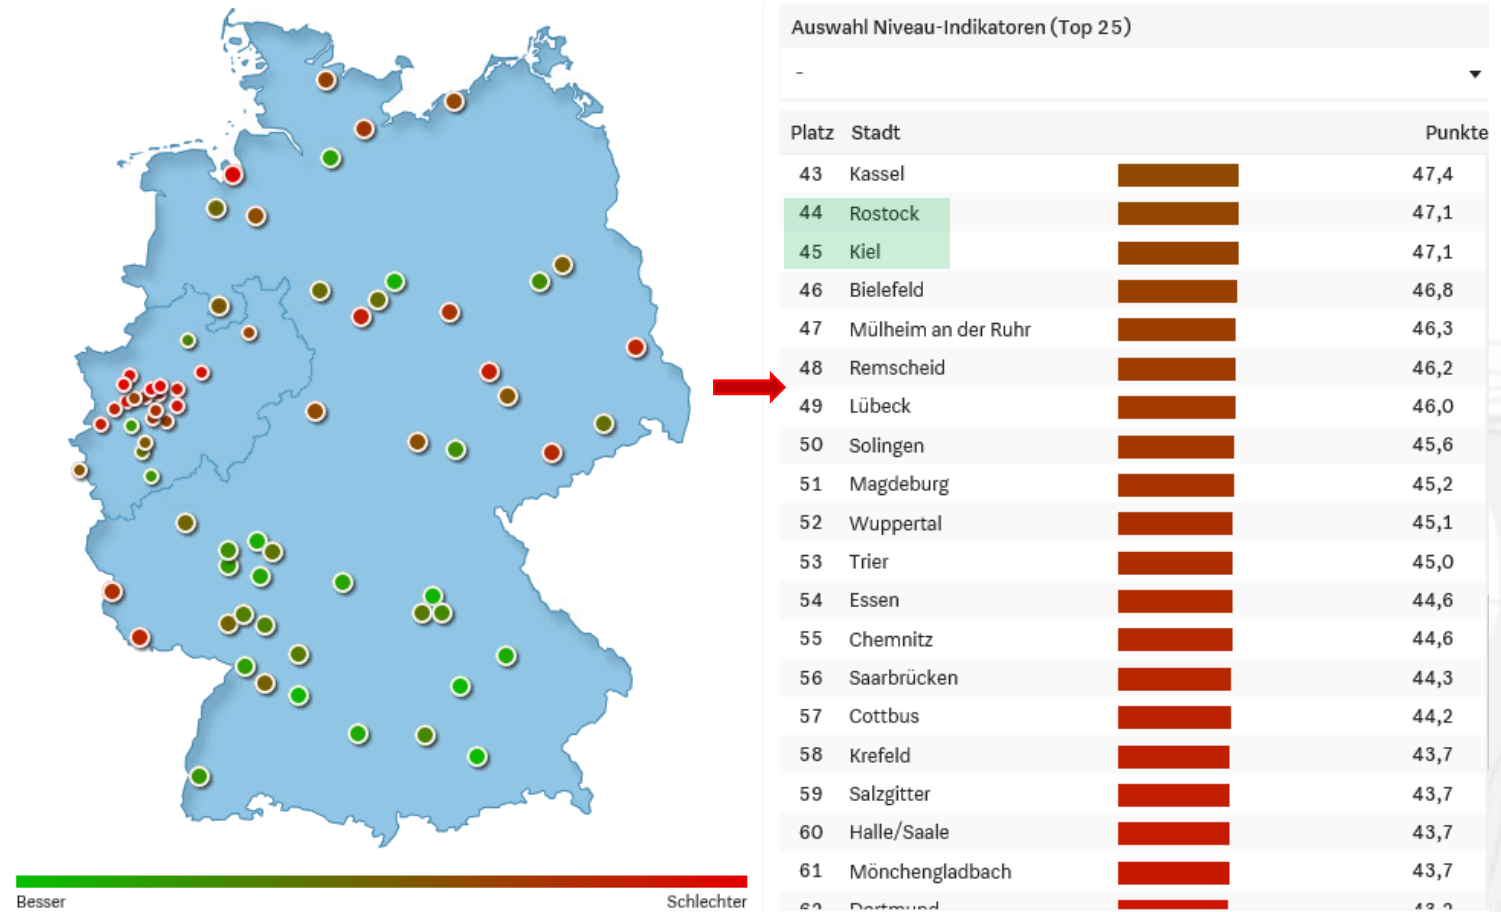 Auswahl Niveau-Indikatoren (Top 25)
-
Platz Stadt Punkte
43 Kassel 47,4
44 Rostock 47,1
45 Kiel 47,1
46 Bielefeld 46,8
47 Mülheim an der Ruhr 46,3
48 Remscheid 46,2
49 Lübeck 46,0
50 Solingen 45,6
51 Magdeburg 45,2
52 Wuppertal 45,1
53 Trier 45,0
54 Essen 44,6
55 Chemnitz 44,6
56 Saarbrücken 44,3
57 Cottbus 44,2
58 Krefeld 43,7
59 Salzgitter 43,7
60 Halle/Saale 43,7
61 Mönchengladbach 43,7
62 Dortmund 43,2
Besser Schlechter